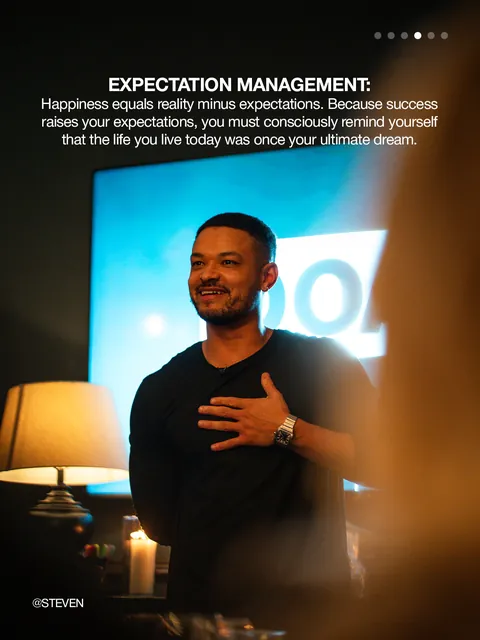 EXPECTATION MANAGEMENT:
Happiness equals reality minus expectations. Because success
raises your expectations, you must consciously remind yourself
that the life you live today was once your ultimate dream.
@STEVEN